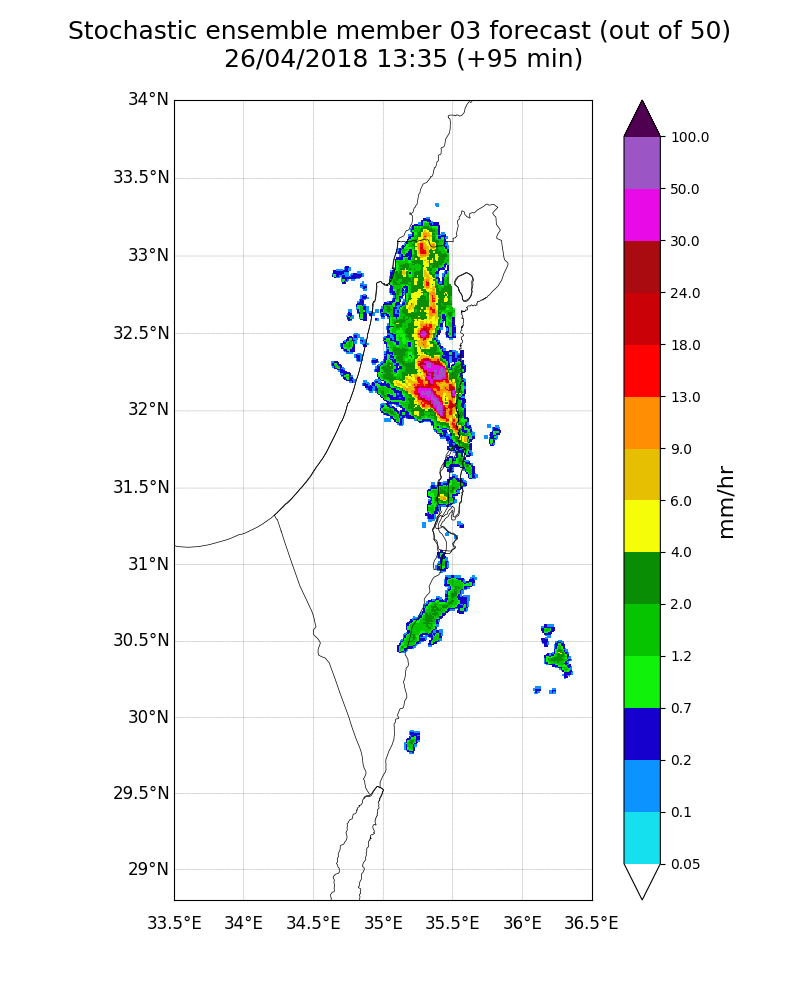 Stochastic ensemble member 03 forecast (out of 50)
26/04/2018 13:35 (+95 min)
34°N
33.5°N
33°N
32.5°N
32°N
31.5°N
31°N
30.5°N
30°N
29.5°N
29°N
33.5°E
34°E
34.5°E
35°E
35.5°E
36°E
36.5°E
100.0
50.0
30.0
24.0
18.0
13.0
9.0
6.0
4.0
2.0
1.2
0.7
0.2
0.1
0.05
mm/hr